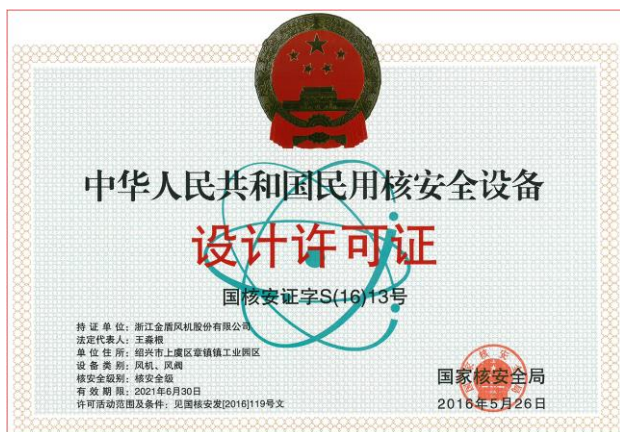 中华人民共和国民用核安全设备
设计许可证
国核安证字S(16)13号
持证单位：浙江金盾风机股份有限公司
法定代表人：王淼根
单位住所：绍兴市上虞区章镇镇工业园区
设备类别：风机、风阀
核安全级别：核安全级
有效期限：2021年6月30日
许可活动范围及条件：见国核安发[2016]119号文
国家核安全局
2016年5月26日